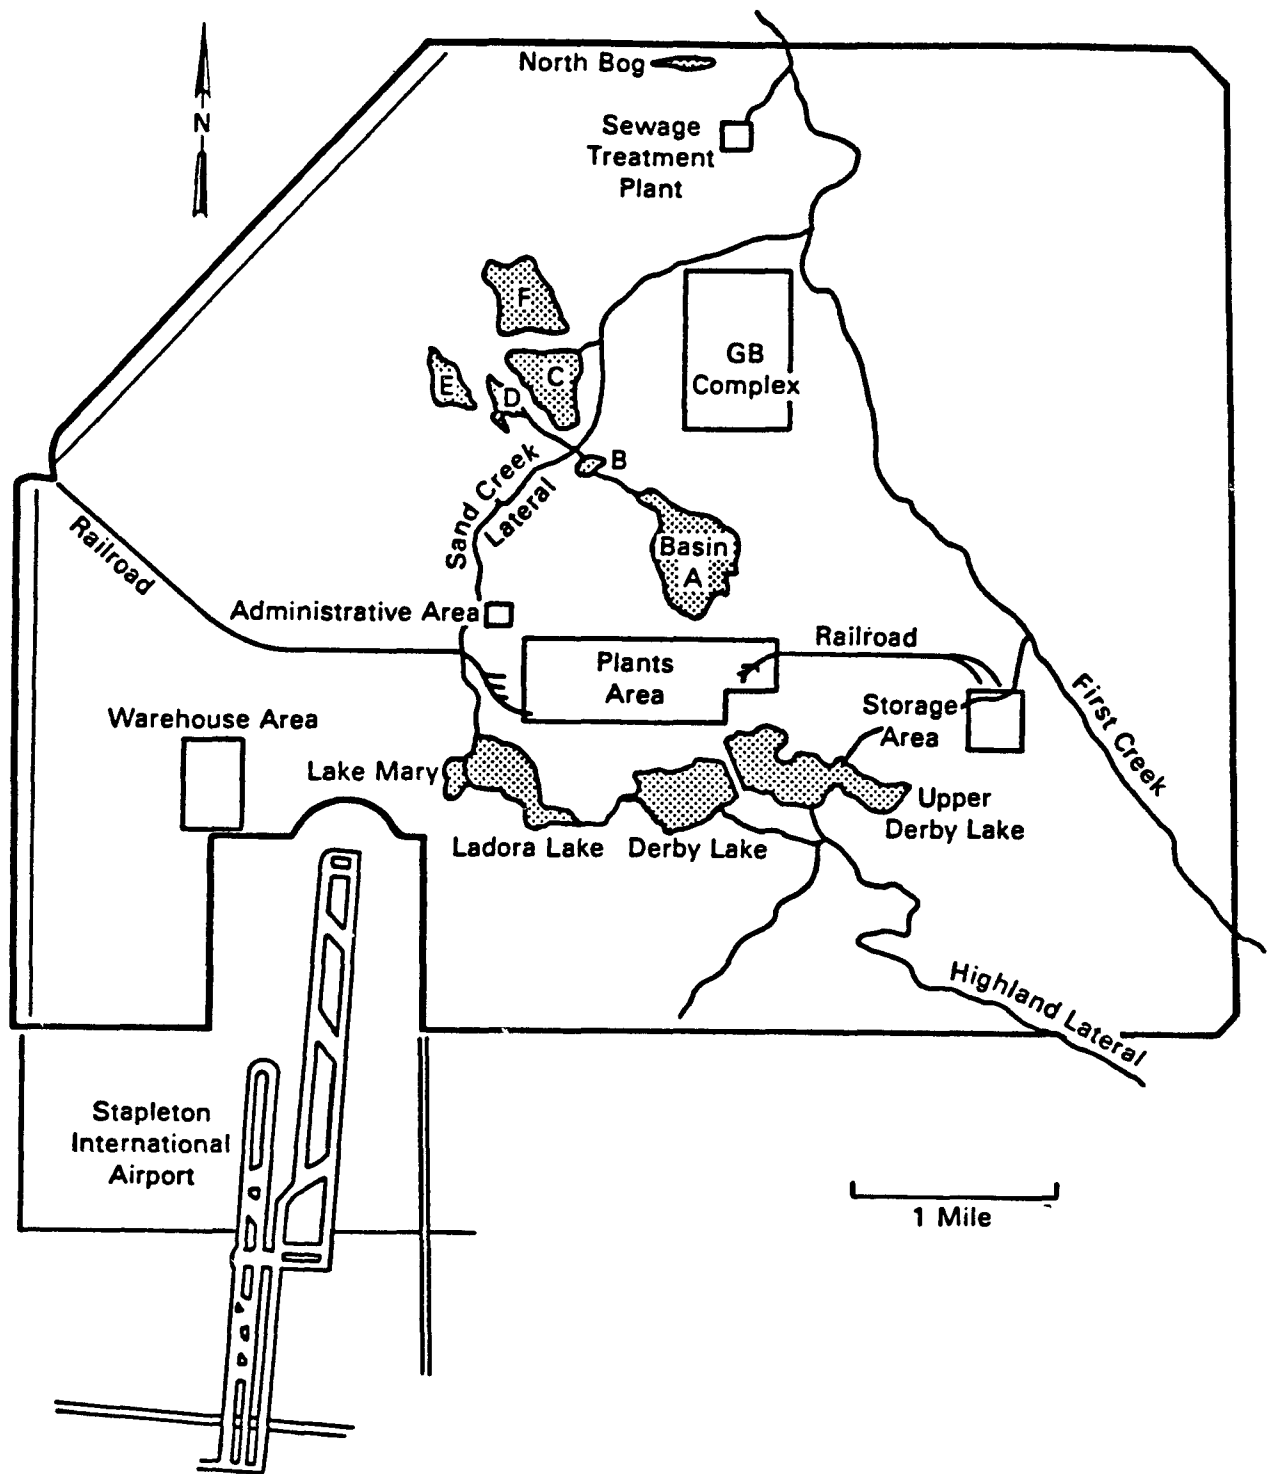 North Bog
N
Sewage
Treatment
Plant
F
GB
Complex
C
E
D
B
Sand Creek
Lateral
Basin
A
Railroad
Administrative Area
Railroad
Plants
Area
First Creek
Storage
Area
Warehouse Area
Lake Mary
Upper
Derby Lake
Ladora Lake
Derby Lake
Highland Lateral
Stapleton
International
Airport
1 Mile